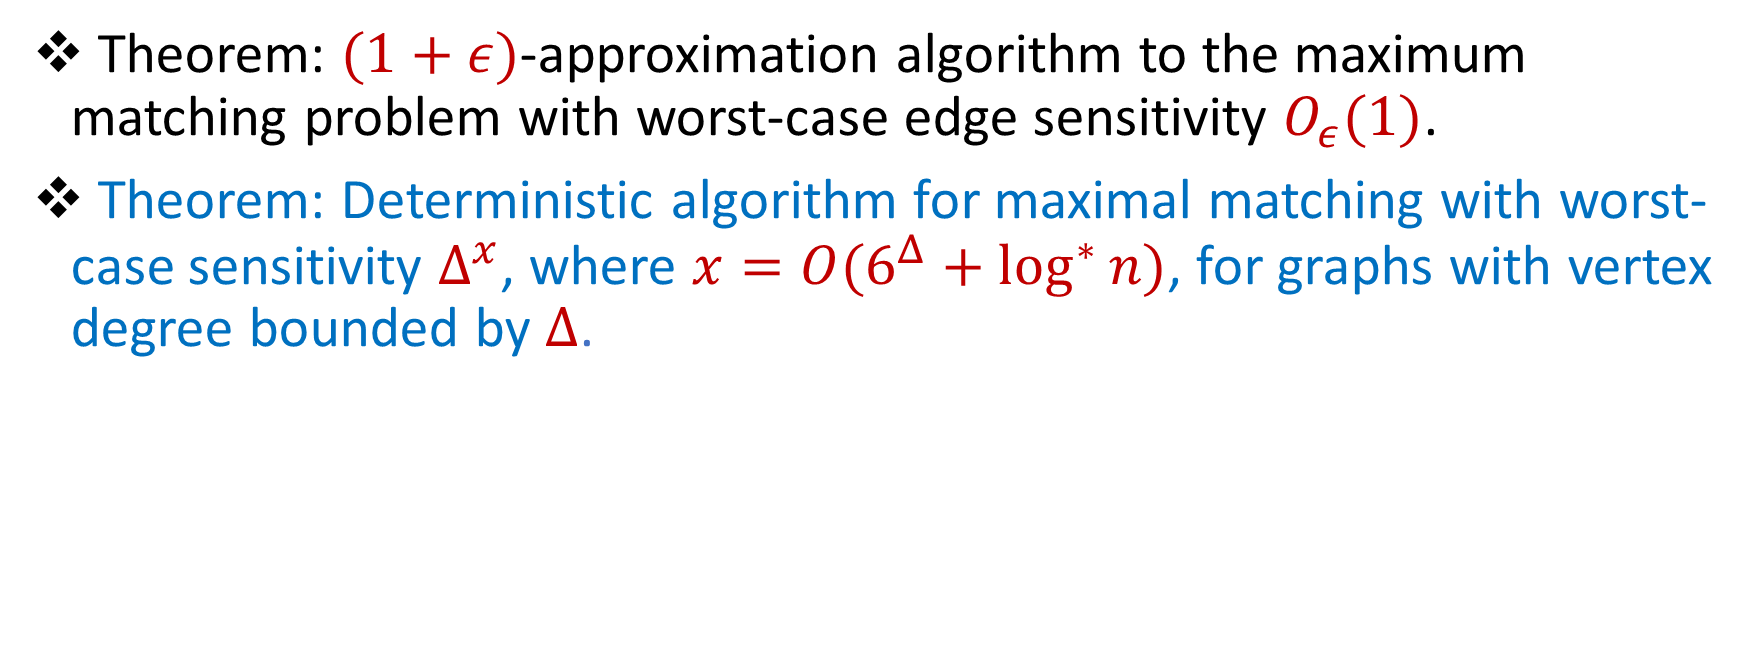 ❖ Theorem: (1 + ϵ)-approximation algorithm to the maximum
matching problem with worst-case edge sensitivity O_ϵ(1).
❖ Theorem: Deterministic algorithm for maximal matching with worst-
case sensitivity Δ^x, where x = O(6^Δ + log* n), for graphs with vertex
degree bounded by Δ.